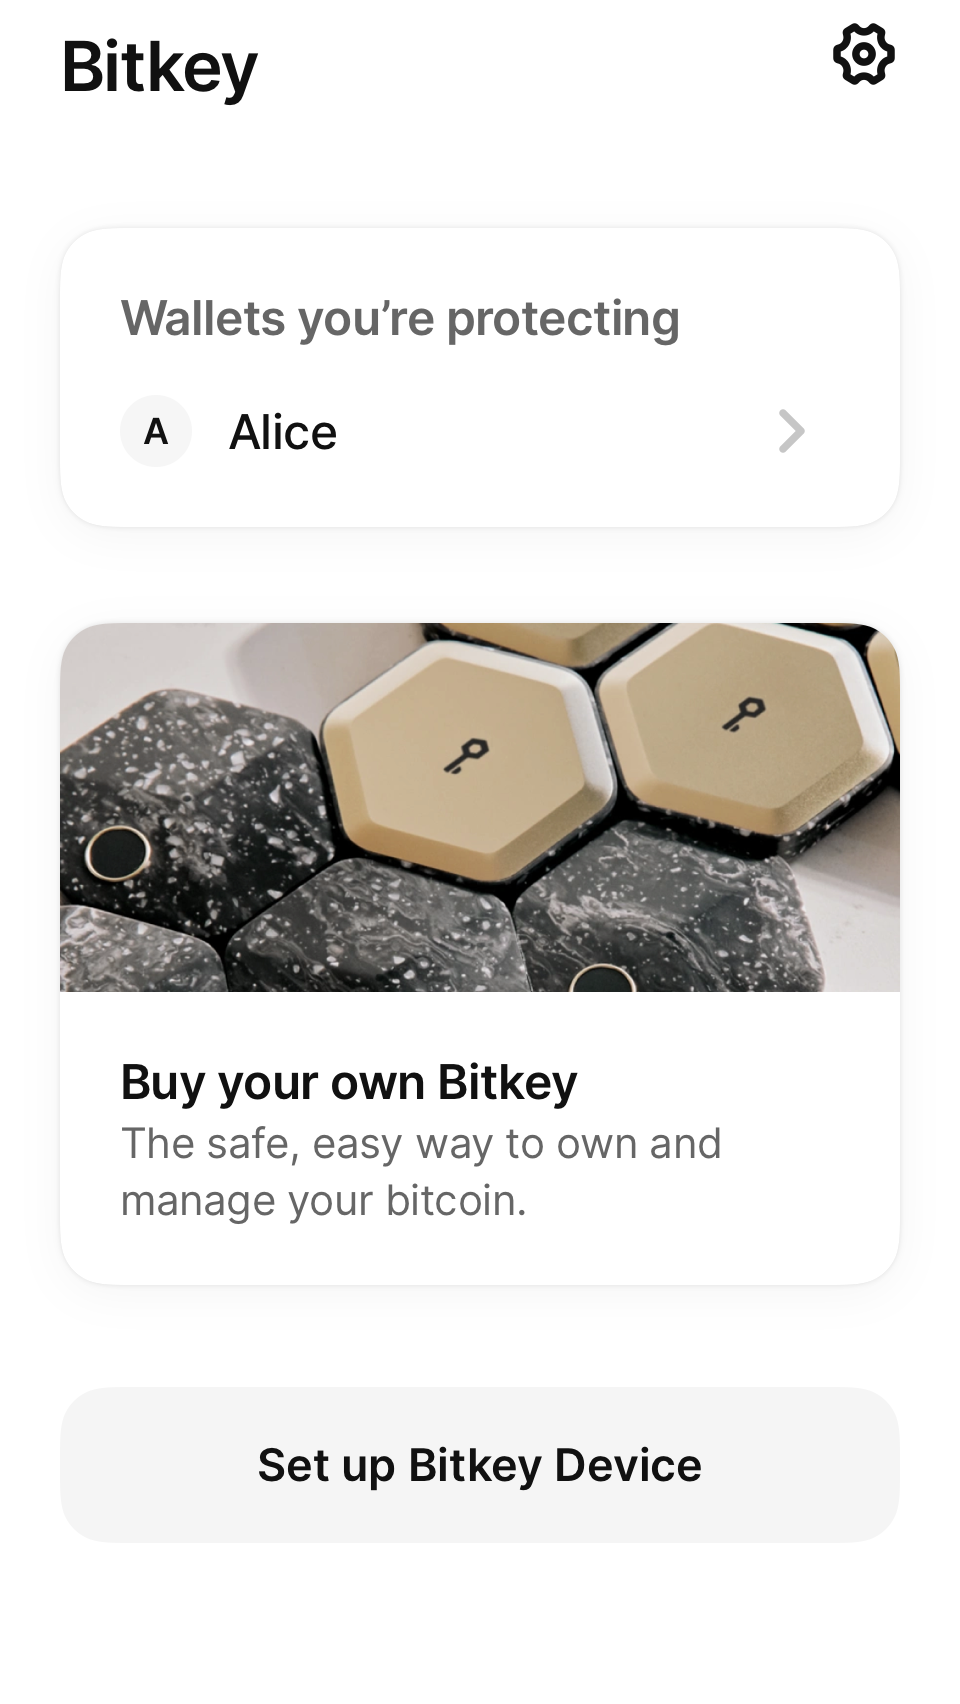 Bitkey
Wallets you’re protecting
A Alice
Buy your own Bitkey
The safe, easy way to own and
manage your bitcoin.
Set up Bitkey Device